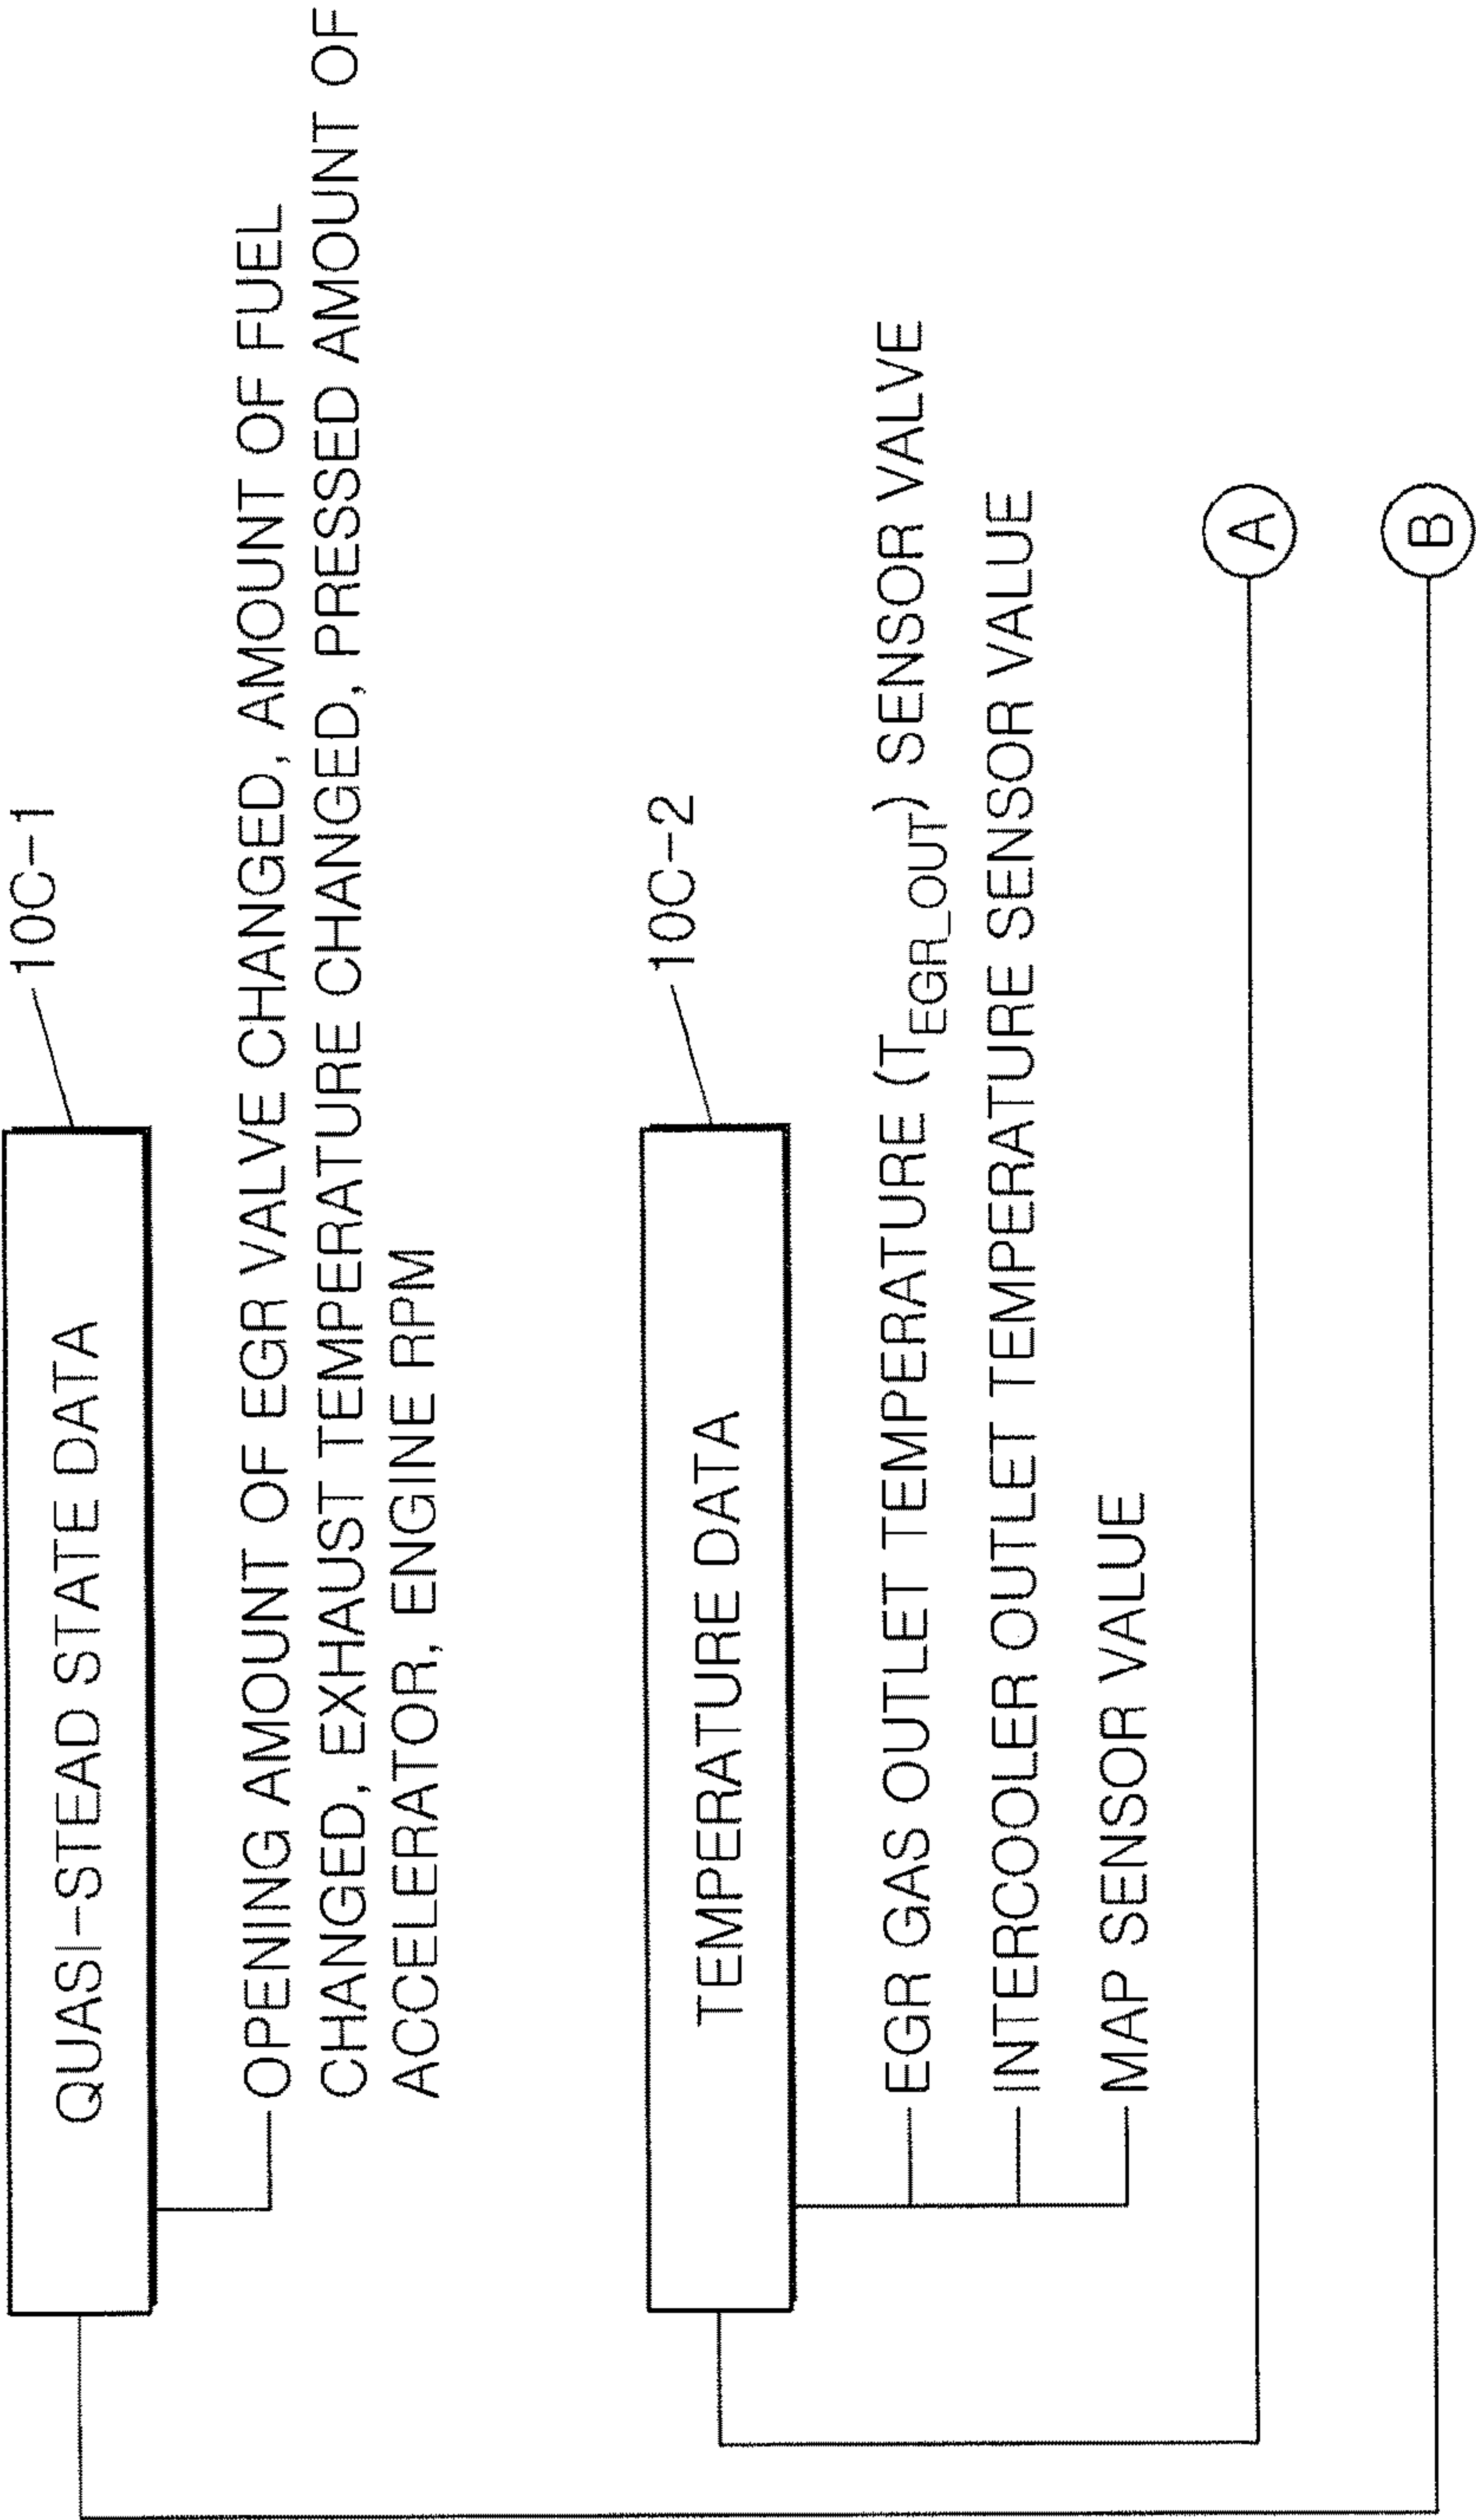 10C-1
QUASI-STEAD STATE DATA
OPENING AMOUNT OF EGR VALVE CHANGED, AMOUNT OF FUEL
CHANGED, EXHAUST TEMPERATURE CHANGED, PRESSED AMOUNT OF
ACCELERATOR, ENGINE RPM
10C-2
TEMPERATURE DATA
EGR GAS OUTLET TEMPERATURE (TEGR_OUT) SENSOR VALVE
INTERCOOLER OUTLET TEMPERATURE SENSOR VALUE
MAP SENSOR VALUE
A
B